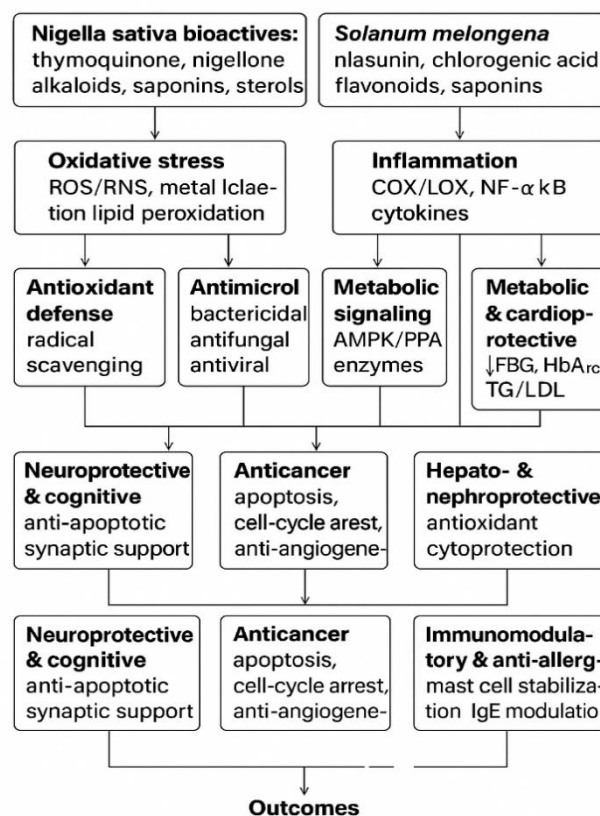 Nigella sativa bioactives:
thymoquinone, nigellone
alkaloids, saponins, sterols
Solanum melongena
nlasunin, chlorogenic acid
flavonoids, saponins
Oxidative stress
ROS/RNS, metal lclae-
tion lipid peroxidation
Inflammation
COX/LOX, NF-α kB
cytokines
Antioxidant
defense
radical
scavenging
Antimicrol
bactericidal
antifungal
antiviral
Metabolic
signaling
AMPK/PPA
enzymes
Metabolic
& cardiop-
rotective
↓FBG, HbArc
TG/LDL
Neuroprotective
& cognitive
anti-apoptotic
synaptic support
Anticancer
apoptosis,
cell-cycle arest,
anti-angiogene-
Hepato- &
nephroprotective
antioxidant
cytoprotection
Neuroprotective
& cognitive
anti-apoptotic
synaptic support
Anticancer
apoptosis,
cell-cycle arrest,
anti-angiogene-
Immunomodula-
tory & anti-allerg-
mast cell stabiliza-
tion IgE modulatio
Outcomes